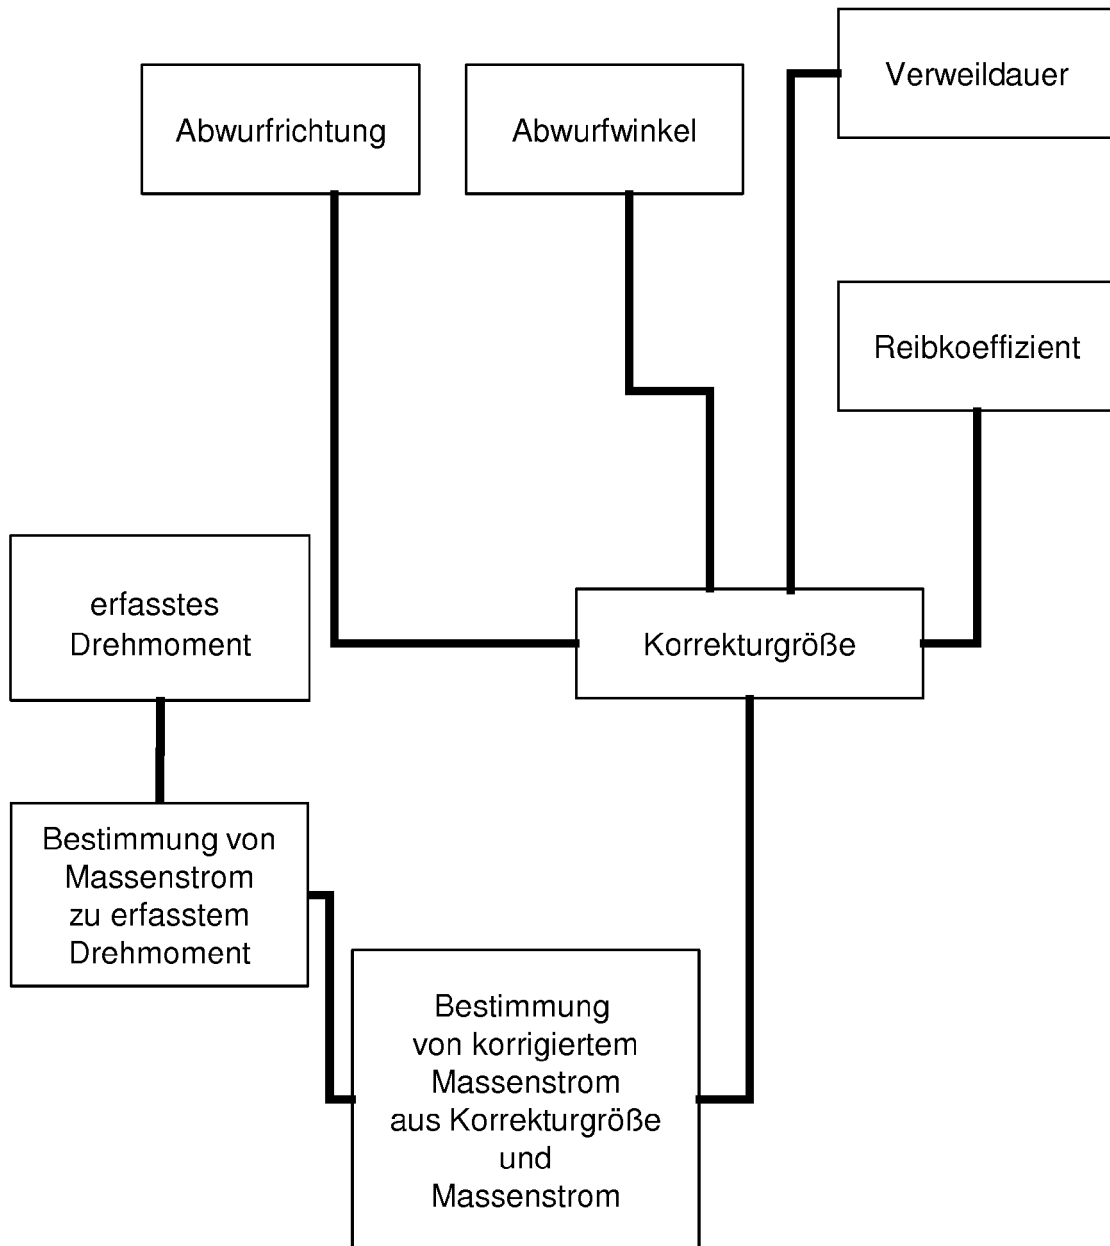 Verweildauer
Abwurfrichtung
Abwurfwinkel
Reibkoeffizient
erfasstes
Drehmoment
Korrekturgröße
Bestimmung von
Massenstrom
zu erfasstem
Drehmoment
Bestimmung
von korrigiertem
Massenstrom
aus Korrekturgröße
und
Massenstrom